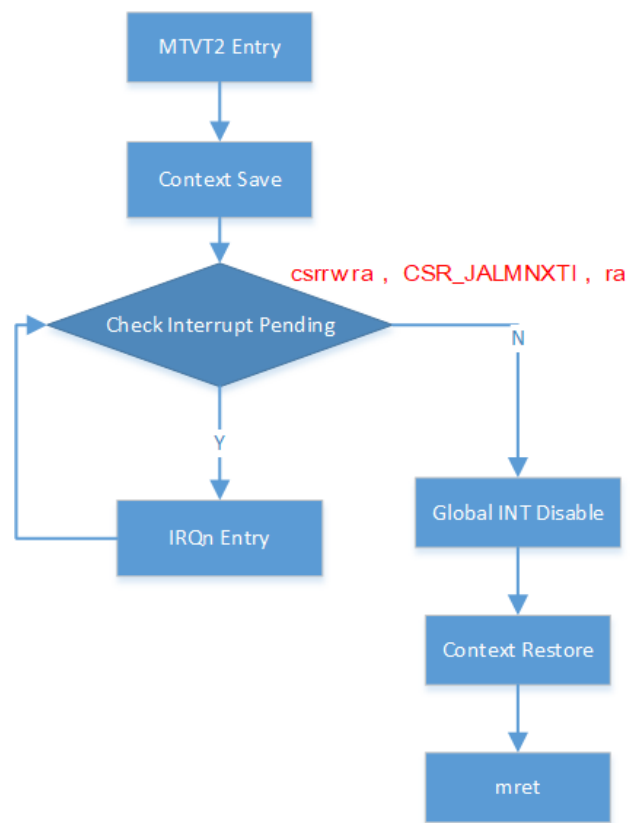 MTVT2 Entry
Context Save
csrrw ra , CSR_JALMNXTI , ra
Check Interrupt Pending
N
Y
Global INT Disable
IRQn Entry
Context Restore
mret